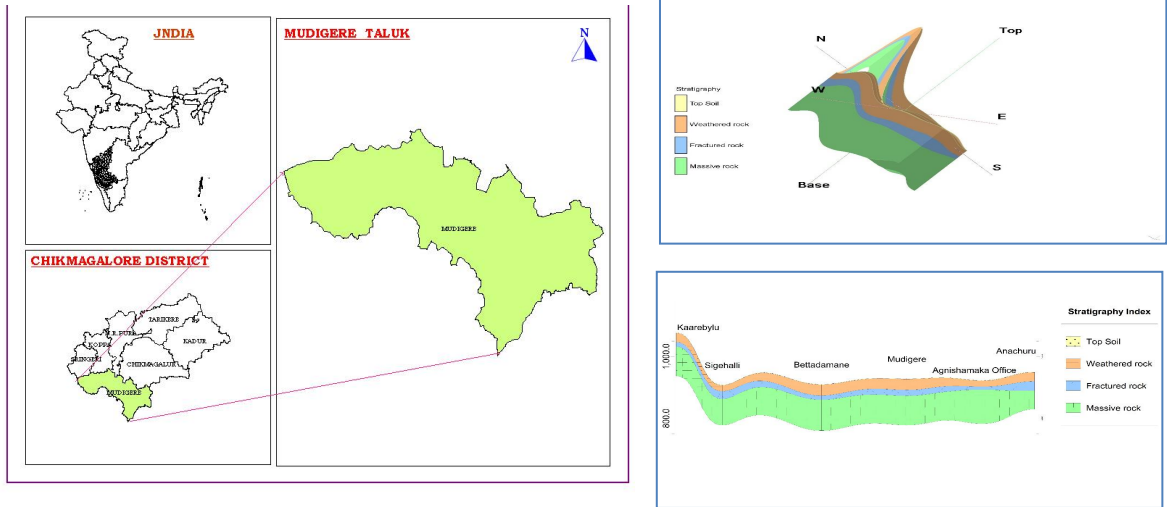 JNDIA
MUDIGERE TALUK
N
MUDIGERE
CHIKMAGALORE DISTRICT
TARIKERE
N.R.PURA
KOPPA
KADUR
SRINGERI
CHIKMAGALUR
MUDIGERE
N
Top
W
E
S
Base
Stratigraphy
Top Soil
Weathered rock
Fractured rock
Massive rock
Kaarebylu
Sigehalli
Bettadamane
Mudigere
Agnishamaka Office
Anachuru
1,000.0
800.0
Stratigraphy Index
Top Soil
Weathered rock
Fractured rock
Massive rock